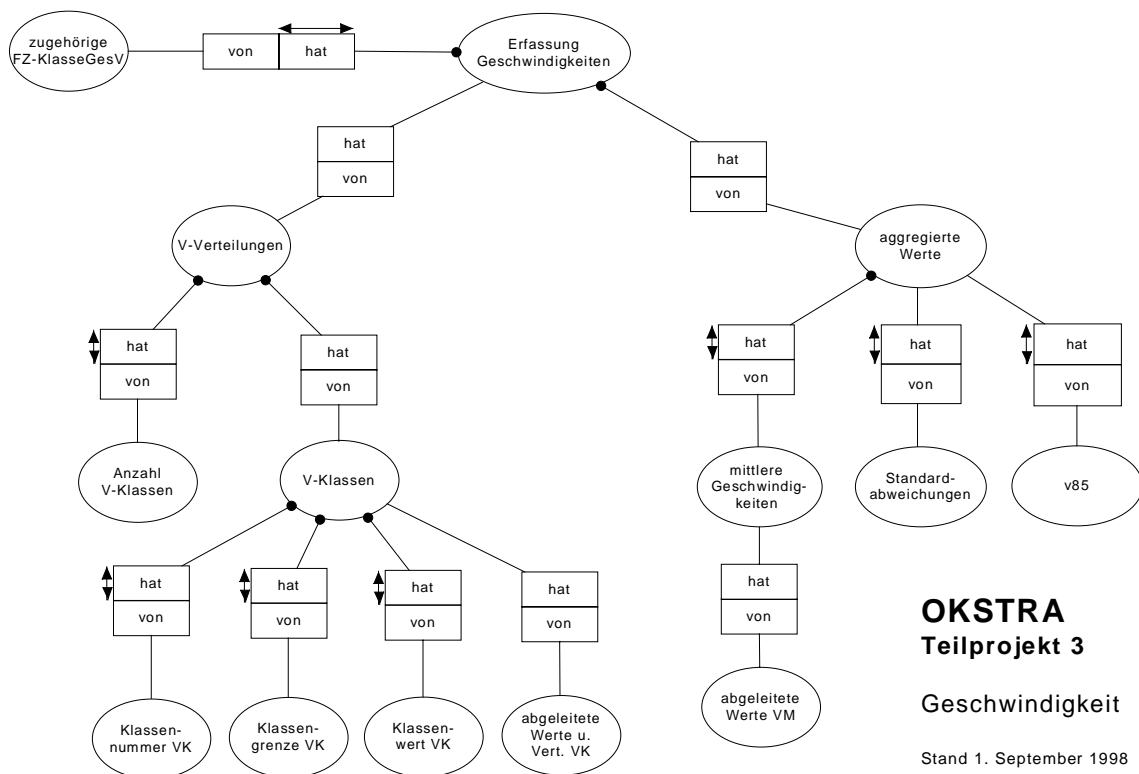 zugehörige
FZ-KlasseGesV
von
hat
Erfassung
Geschwindigkeiten
hat
von
hat
von
V-Verteilungen
aggregierte
Werte
hat
von
hat
von
hat
von
hat
von
hat
von
Anzahl
V-Klassen
V-Klassen
mittlere
Geschwindig-
keiten
Standard-
abweichungen
v85
hat
von
hat
von
hat
von
hat
von
hat
von
Klassen-
nummer VK
Klassen-
grenze VK
Klassen-
wert VK
abgeleitete
Werte u.
Vert. VK
abgeleitete
Werte VM
OKSTRA
Teilprojekt 3
Geschwindigkeit
Stand 1. September 1998